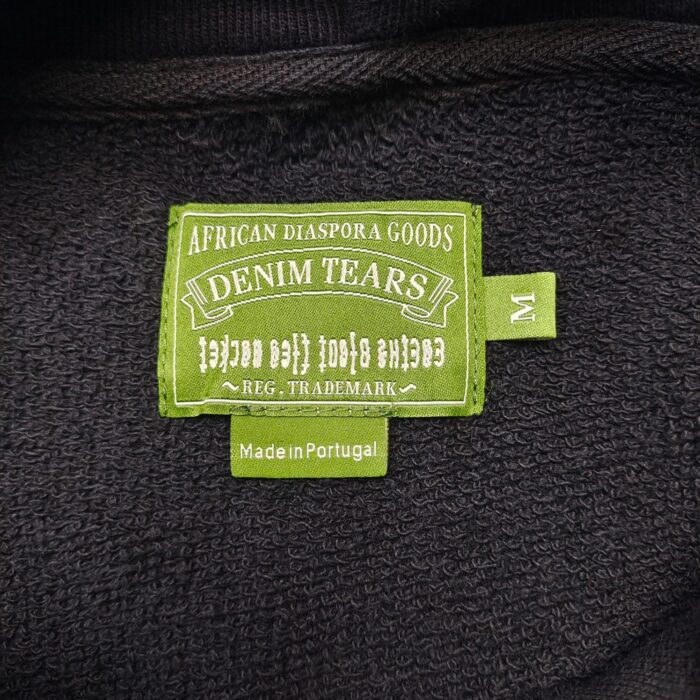 AFRICAN DIASPORA GOODS
DENIM TEARS
~REG. TRADEMARK~
M
Made in Portugal